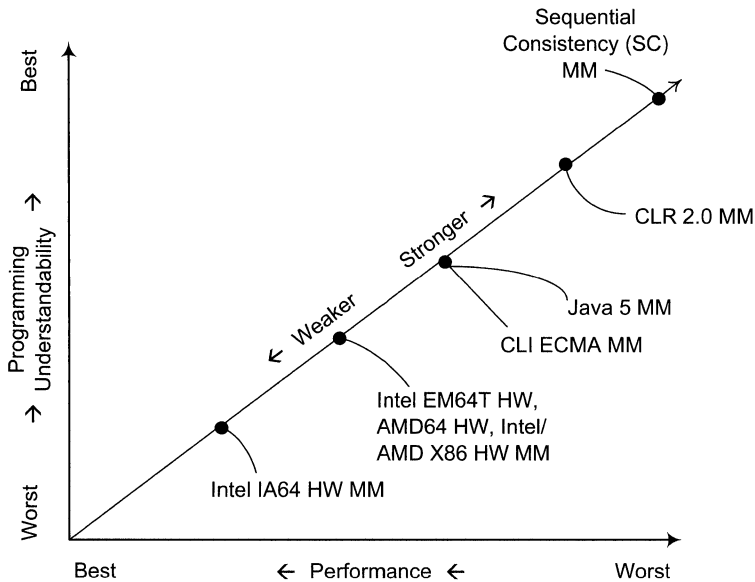 Sequential
Consistency (SC)
MM
Best
CLR 2.0 MM
Stronger →
← Weaker
Java 5 MM
CLI ECMA MM
→ Programming →
Understandability
Intel EM64T HW,
AMD64 HW, Intel/
AMD X86 HW MM
Intel IA64 HW MM
Worst
Best
← Performance ←
Worst